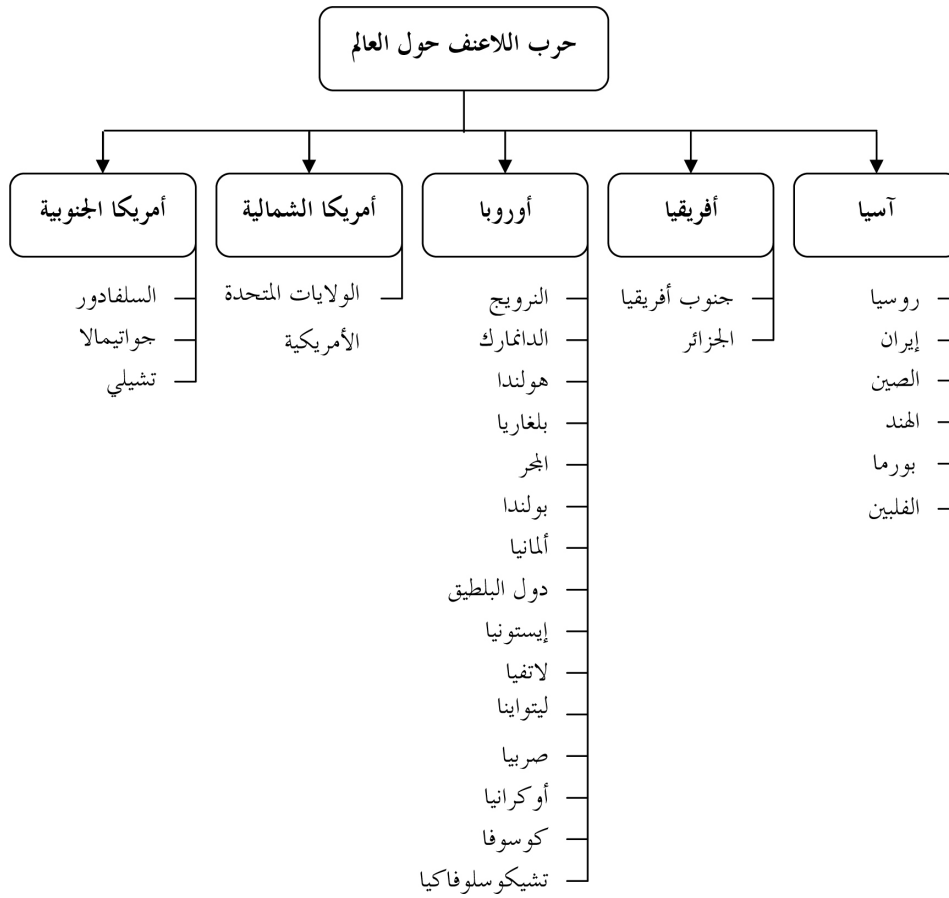 حرب اللاعنف حول العالم
آسيا
روسيا
إيران
الصين
الهند
بورما
الفلبين
أفريقيا
جنوب أفريقيا
الجزائر
أوروبا
النرويج
الدانمارك
هولندا
بلغاريا
المجر
بولندا
ألمانيا
دول البلطيق
إيستونيا
لاتفيا
ليتواينا
صربيا
أوكرانيا
كوسوفا
تشيكوسلوفاكيا
أمريكا الشمالية
الولايات المتحدة
الأمريكية
أمريكا الجنوبية
السلفادور
جواتيمالا
تشيلي